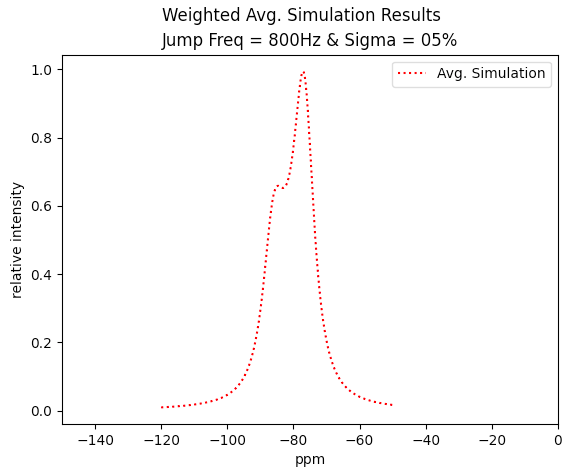 Weighted Avg. Simulation Results
Jump Freq = 800Hz & Sigma = 05%
Avg. Simulation
relative intensity
1.0
0.8
0.6
0.4
0.2
0.0
−140 −120 −100 −80 −60 −40 −20 0
ppm